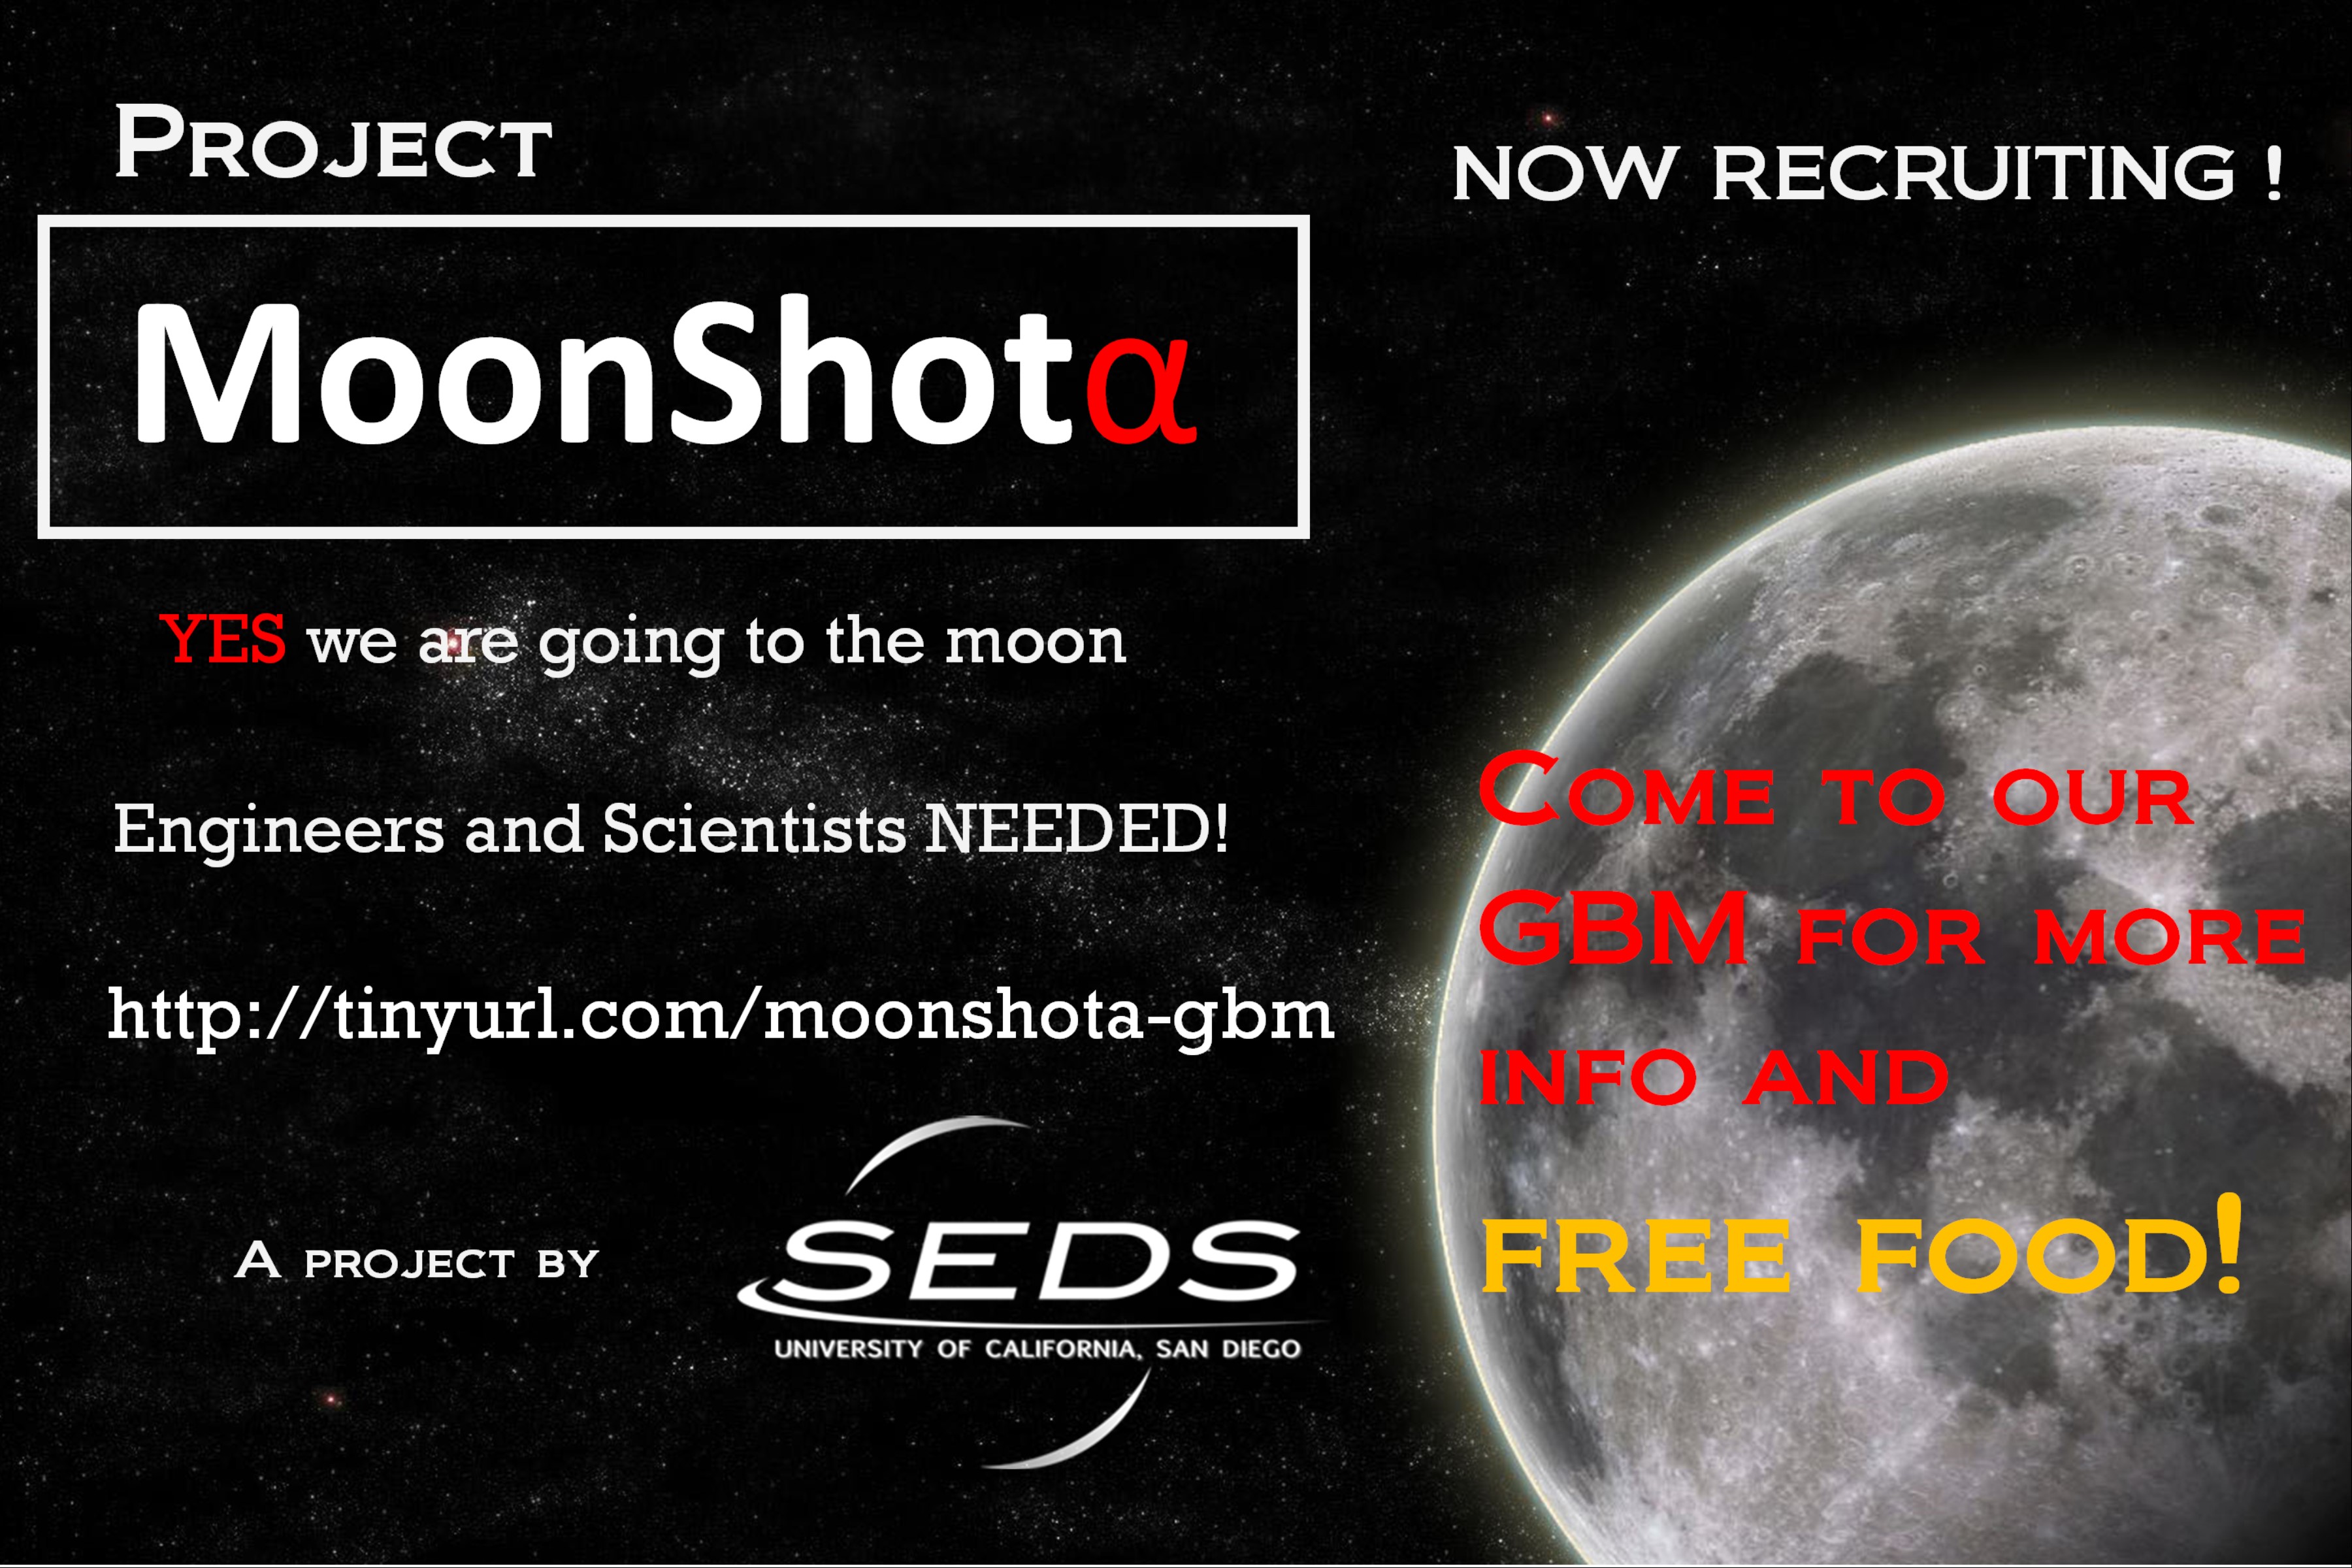 PROJECT
MoonShotα
YES we are going to the moon
Engineers and Scientists NEEDED!
http://tinyurl.com/moonshota-gbm
A PROJECT BY
SEDS
UNIVERSITY OF CALIFORNIA, SAN DIEGO
NOW RECRUITING !
COME TO OUR
GBM FOR MORE
INFO AND
FREE FOOD!